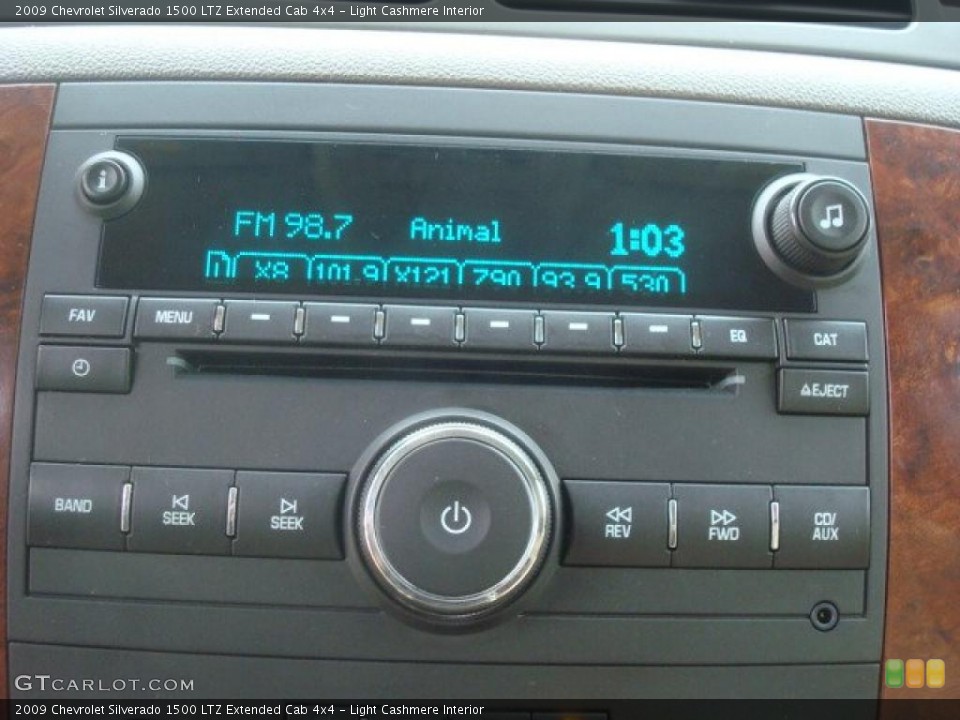 2009 Chevrolet Silverado 1500 LTZ Extended Cab 4x4 - Light Cashmere Interior
i
FM 98.7 Animal 1:03
X8 101.9 X121 790 93.9 530
FAV MENU EQ CAT
EJECT
BAND SEEK SEEK REV FWD CD/
AUX
GTCARLOT.COM
2009 Chevrolet Silverado 1500 LTZ Extended Cab 4x4 - Light Cashmere Interior